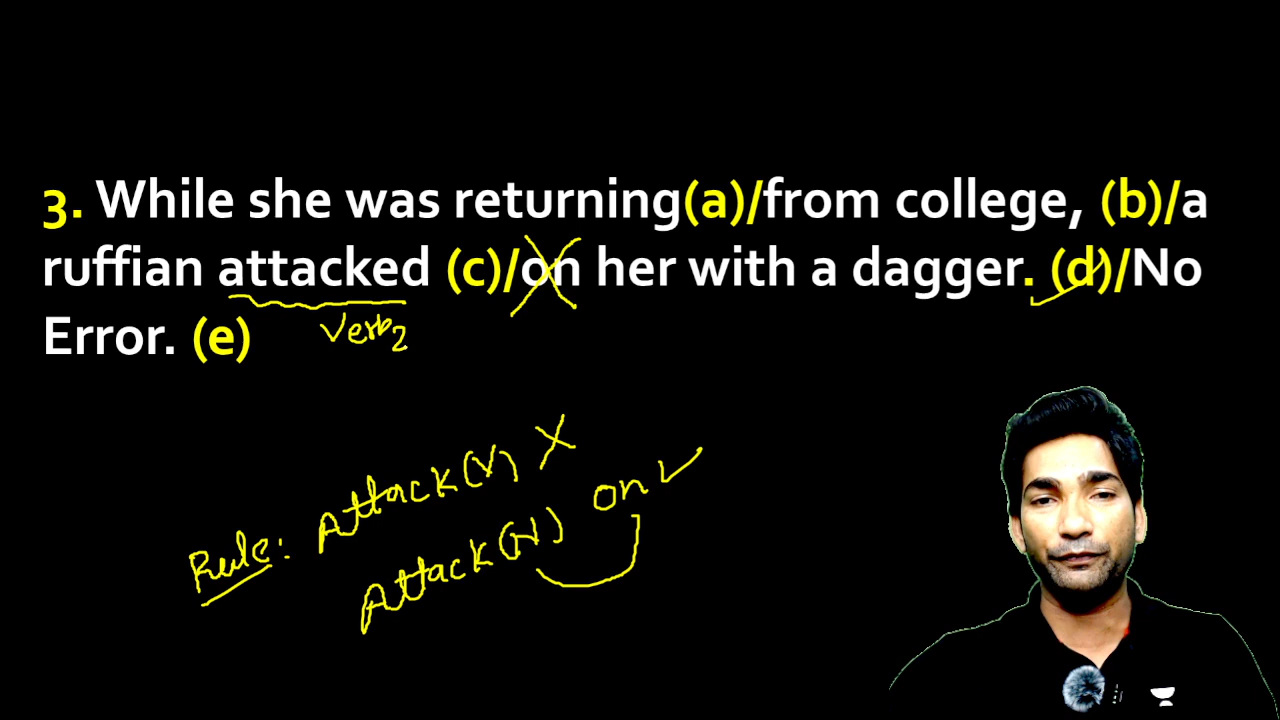 3. While she was returning(a)/from college, (b)/a
ruffian attacked (c)/on her with a dagger. (d)/No
Error. (e)
Verb2
Rule: Attack(V) X
Attack(N) on ✓